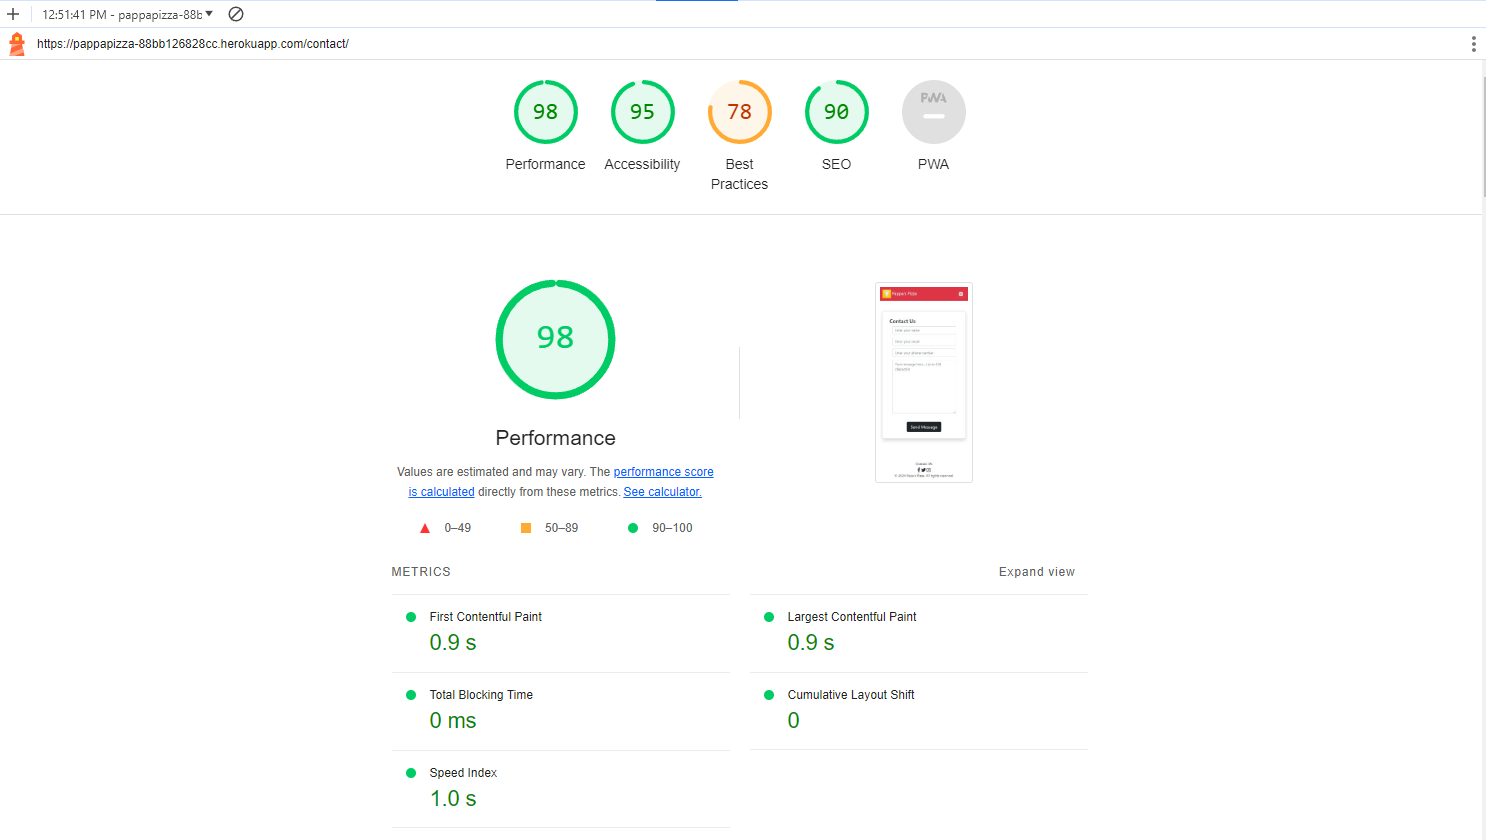 12:51:41 PM - pappapizza-88b
https://pappapizza-88bb126828cc.herokuapp.com/contact/
98
95
78
90
PWA
Performance
Accessibility
Best
Practices
SEO
PWA
98
Performance
Values are estimated and may vary. The performance score
is calculated directly from these metrics. See calculator.
0–49
50–89
90–100
Contact Us
Send Message
METRICS
Expand view
First Contentful Paint
0.9 s
Largest Contentful Paint
0.9 s
Total Blocking Time
0 ms
Cumulative Layout Shift
0
Speed Index
1.0 s